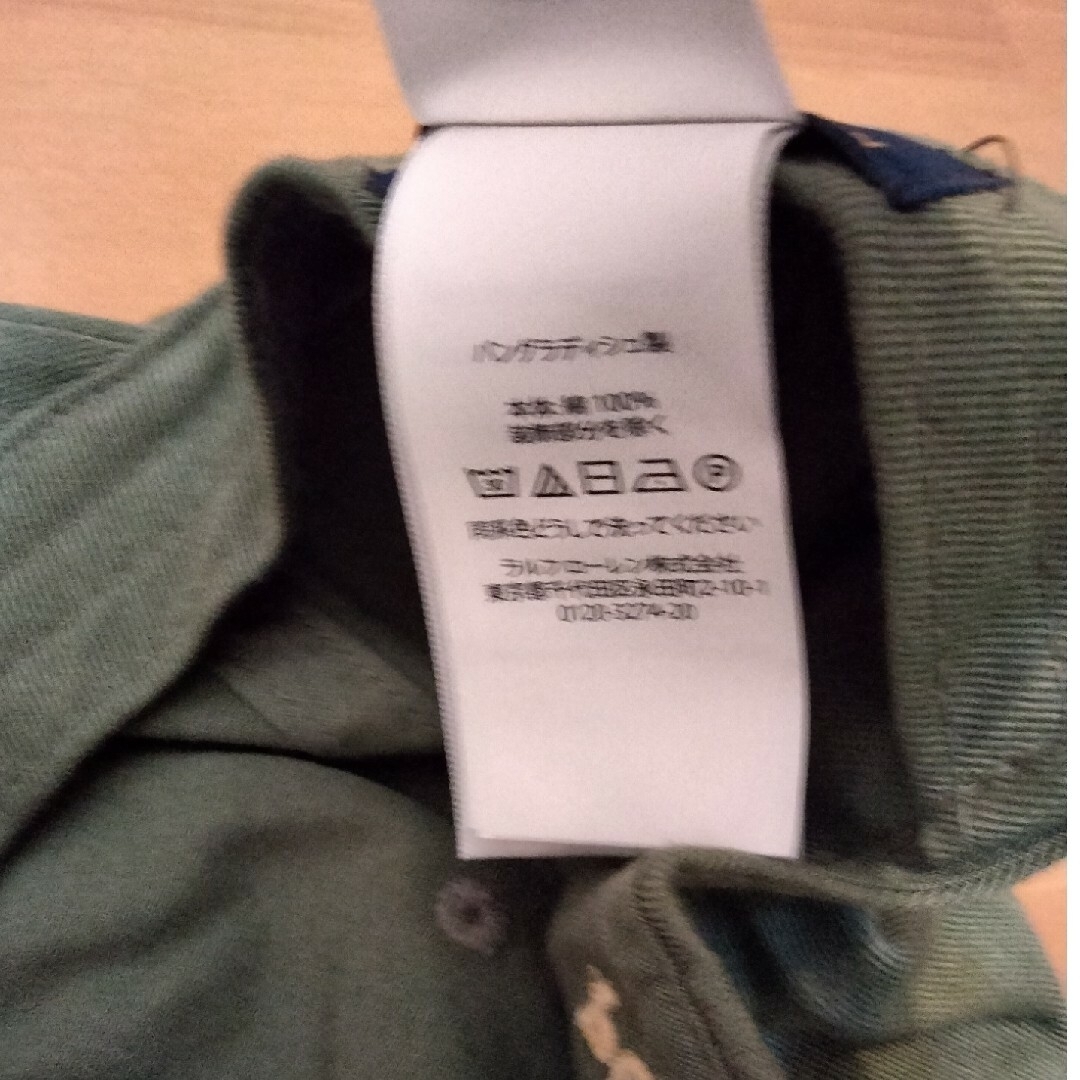 バングラディシュ製
本体: 綿 100%
装飾部分を除く
30
P
同系色どうしで洗ってください
ラルフ ローレン株式会社
東京都千代田区永田町2-10-1
0120-3274-20